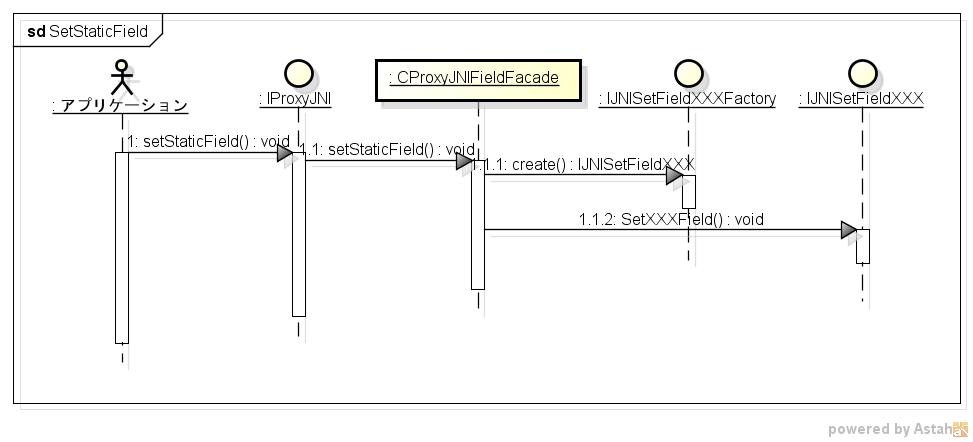 sd SetStaticField
: アプリケーション
: IProxyJNI
: CProxyJNIFieldFacade
: IJNISetFieldXXXFactory
: IJNISetFieldXXX
1: setStaticField() : void
1.1: setStaticField() : void
1.1.1: create() : IJNISetFieldXXX
1.1.2: SetXXXField() : void
powered by Astah